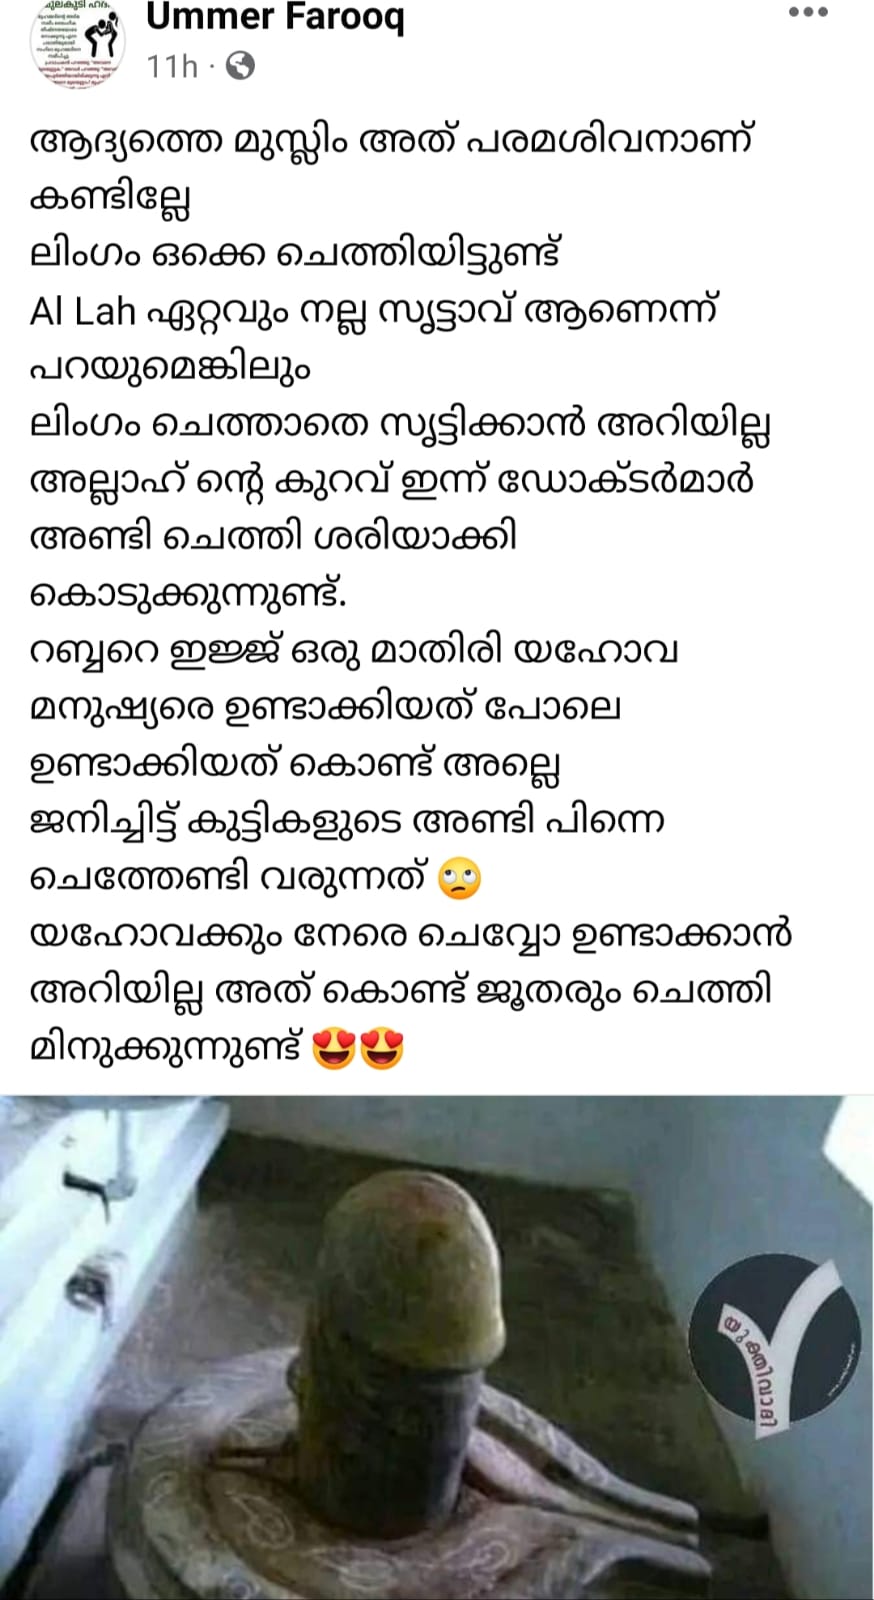 Ummer Farooq
11h ·
ആദ്യത്തെ മുസ്ലിം അത് പരമശിവനാണ്
കണ്ടില്ലേ
ലിംഗം ഒക്കെ ചെത്തിയിട്ടുണ്ട്
Al Lah ഏറ്റവും നല്ല സൃട്ടാവ് ആണെന്ന്
പറയുമെങ്കിലും
ലിംഗം ചെത്താതെ സൃട്ടിക്കാൻ അറിയില്ല
അല്ലാഹ് ന്റെ കുറവ് ഇന്ന് ഡോക്ടർമാർ
അണ്ടി ചെത്തി ശരിയാക്കി
കൊടുക്കുന്നുണ്ട്.
റബ്ബറെ ഇജ്ജ് ഒരു മാതിരി യഹോവ
മനുഷ്യരെ ഉണ്ടാക്കിയത് പോലെ
ഉണ്ടാക്കിയത് കൊണ്ട് അല്ലെ
ജനിച്ചിട്ട് കുട്ടികളുടെ അണ്ടി പിന്നെ
ചെത്തേണ്ടി വരുന്നത് 🙄
യഹോവക്കും നേരെ ചെവ്വോ ഉണ്ടാക്കാൻ
അറിയില്ല അത് കൊണ്ട് ജൂതരും ചെത്തി
മിനുക്കുന്നുണ്ട് 😍😍
യുക്തിവാദി